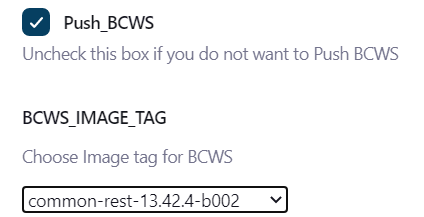 Push_BCWS
Uncheck this box if you do not want to Push BCWS
BCWS_IMAGE_TAG
Choose Image tag for BCWS
common-rest-13.42.4-b002